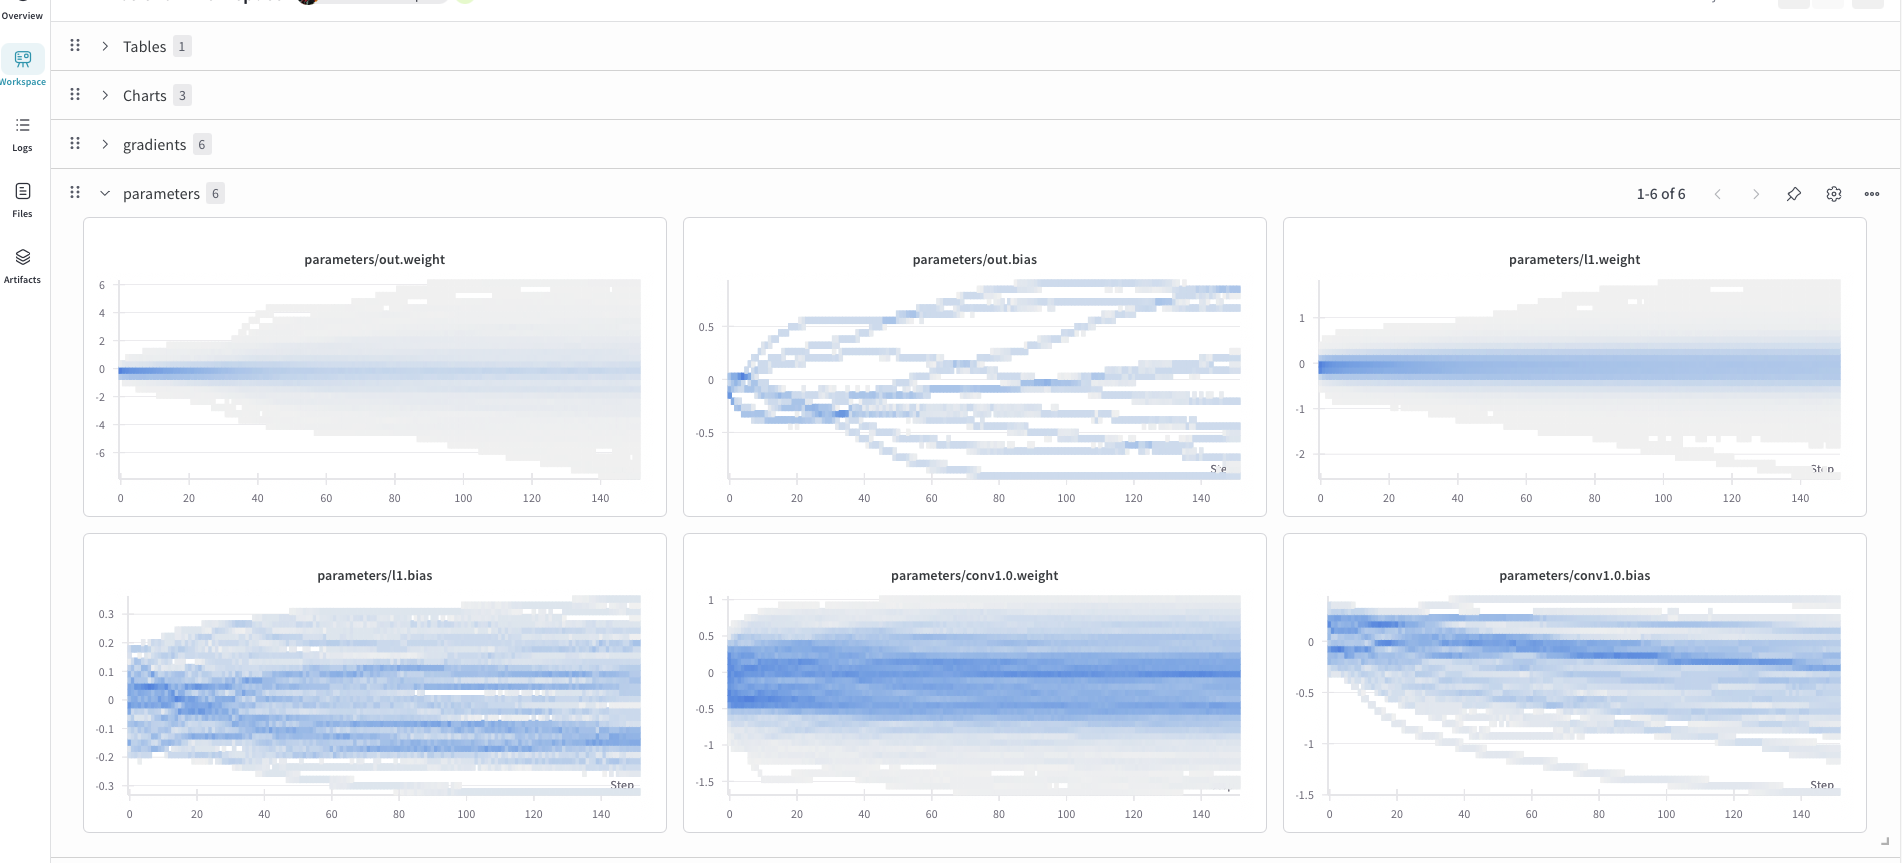 Overview
Workspace
Logs
Files
Artifacts
Tables 1
Charts 3
gradients 6
parameters 6
1-6 of 6
parameters/out.weight
6
4
2
0
-2
-4
-6
0 20 40 60 80 100 120 140
parameters/out.bias
0.5
0
-0.5
0 20 40 60 80 100 120 140
parameters/l1.weight
1
0
-1
-2
Step
0 20 40 60 80 100 120 140
parameters/l1.bias
0.3
0.2
0.1
0
-0.1
-0.2
-0.3
Step
0 20 40 60 80 100 120 140
parameters/conv1.0.weight
1
0.5
0
-0.5
-1
-1.5
0 20 40 60 80 100 120 140
parameters/conv1.0.bias
0
-0.5
-1
-1.5
Step
0 20 40 60 80 100 120 140